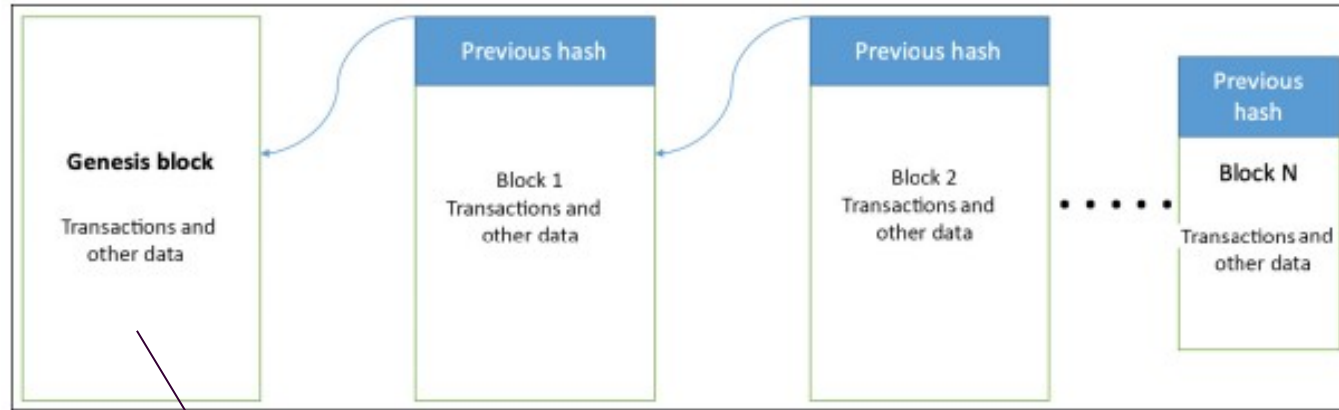 Genesis block
Transactions and
other data
Previous hash
Block 1
Transactions and
other data
Previous hash
Block 2
Transactions and
other data
Previous
hash
Block N
Transactions and
other data